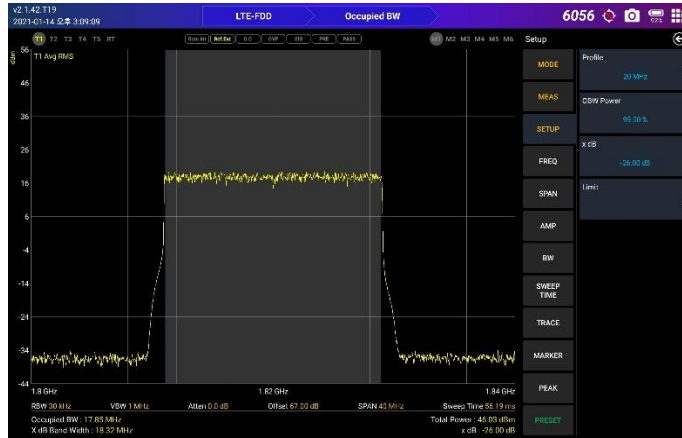 v2.1.42.T19
2021-01-14 오후 3:09:09
LTE-FDD Occupied BW
6056
92%
T1 T2 T3 T4 T5 RT
Ref.Exc
PRE
PASS
M1 M2 M3 M4 M5 M6
Setup
dBm
T1 Avg RMS
56
46
36
26
16
6
-4
-14
-24
-34
-44
1.8 GHz 1.82 GHz 1.84 GHz
RBW 30 kHz VBW 1 MHz Atten 0.0 dB Offset 67.00 dB SPAN 40 MHz Sweep Time 56.19 ms
Occupied BW : 17.85 MHz Total Power : 46.03 dBm
X dB Band Width : 18.32 MHz x dB : -26.00 dB
MODE
MEAS
SETUP
FREQ
SPAN
AMP
BW
SWEEP
TIME
TRACE
MARKER
PEAK
PRESET
Profile
20 MHz
OBW Power
99.00 %
x dB
-26.00 dB
Limit